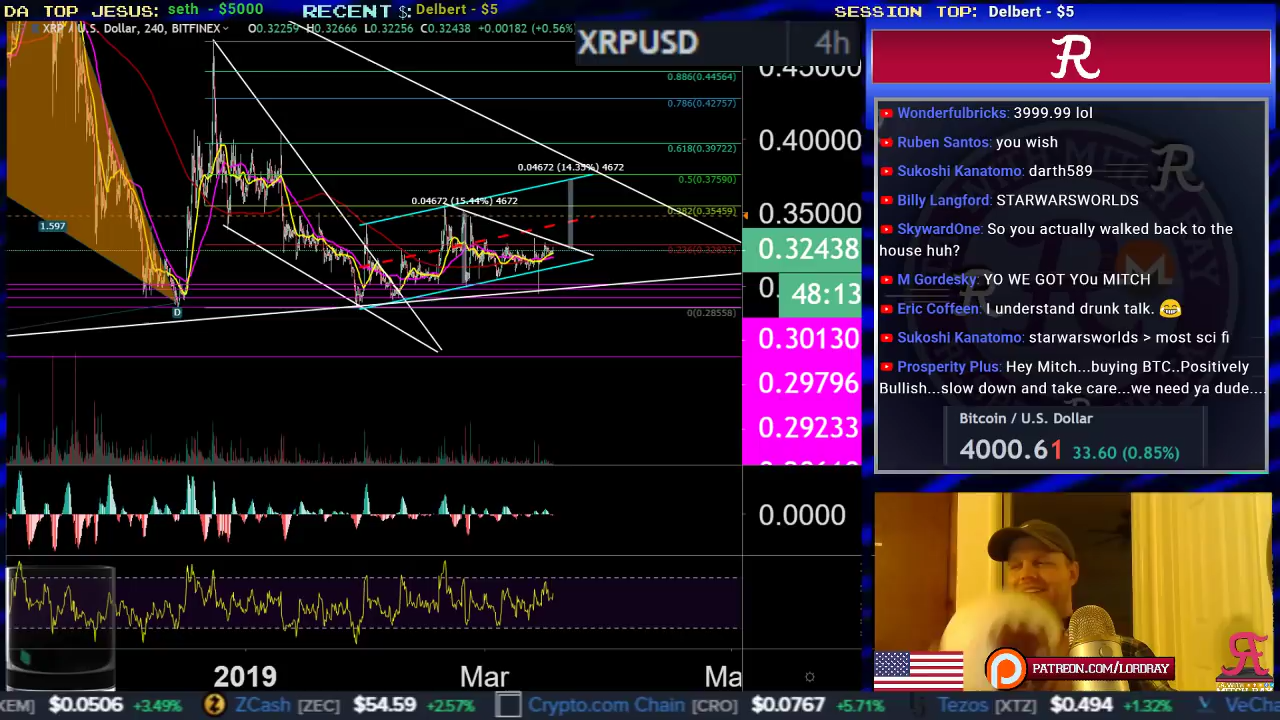 DA TOP JESUS: seth - $5000
RECENT $: Delbert - $5
SESSION TOP: Delbert - $5
XRP / U.S. Dollar, 240, BITFINEX
O0.32259 H0.32666 L0.32256 C0.32438 +0.00182 (+0.56%
XRPUSD 4h
0.45000
0.886(0.44564)
0.786(0.42757)
0.40000
0.618(0.39722)
0.04672 (14.35%) 4672
0.5(0.37590)
0.04672 (15.44%) 4672
0.382(0.35459)
0.35000
1.597
0.236(0.32821)
0.32438
0.
48:13
D
0(0.28558)
0.30130
0.29796
0.29233
0.0000
2019 Mar Ma
R
Wonderfulbricks: 3999.99 lol
Ruben Santos: you wish
Sukoshi Kanatomo: darth589
Billy Langford: STARWARSWORLDS
SkywardOne: So you actually walked back to the
house huh?
M Gordesky: YO WE GOT YOu MITCH
Eric Coffeen: I understand drunk talk. 😁
Sukoshi Kanatomo: starwarsworlds > most sci fi
Prosperity Plus: Hey Mitch...buying BTC..Positively
Bullish...slow down and take care...we need ya dude....
Bitcoin / U.S. Dollar
4000.61 33.60 (0.85%)
PATREON.COM/LORDRAY
XEM] $0.0506 +3.49% ZCash [ZEC] $54.59 +2.57% Crypto.com Chain [CRO] $0.0767 +5.71% Tezos [XTZ] $0.494 +1.32% VeCha